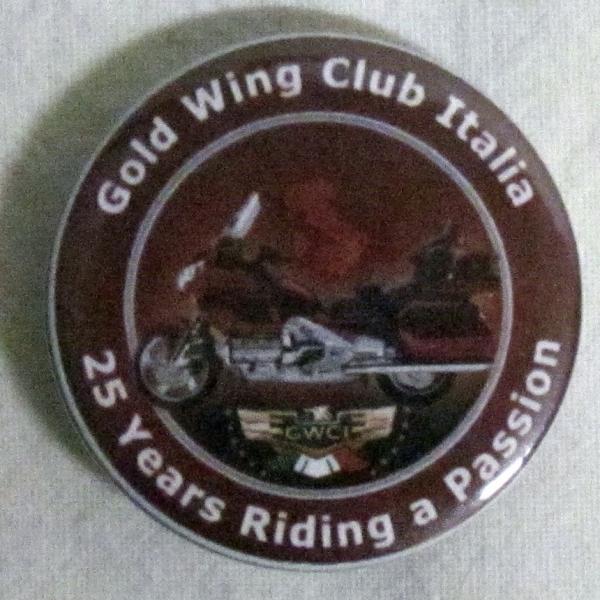 Gold Wing Club Italia
GWCI
25 Years Riding a Passion